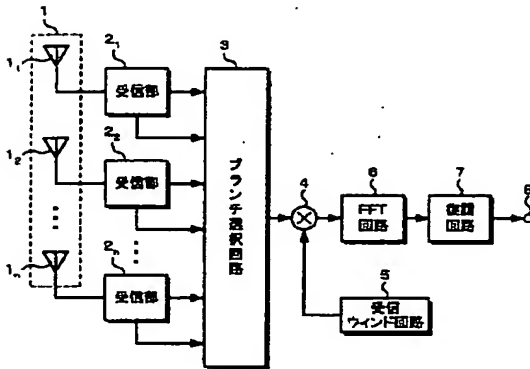 1
1₁
2₁
受信部
3
1₂
2₂
受信部
ブランチ選択回路
4
6
FFT
回路
7
復調
回路
8
1ₙ
2ₙ
受信部
5
受信
ウィンド回路